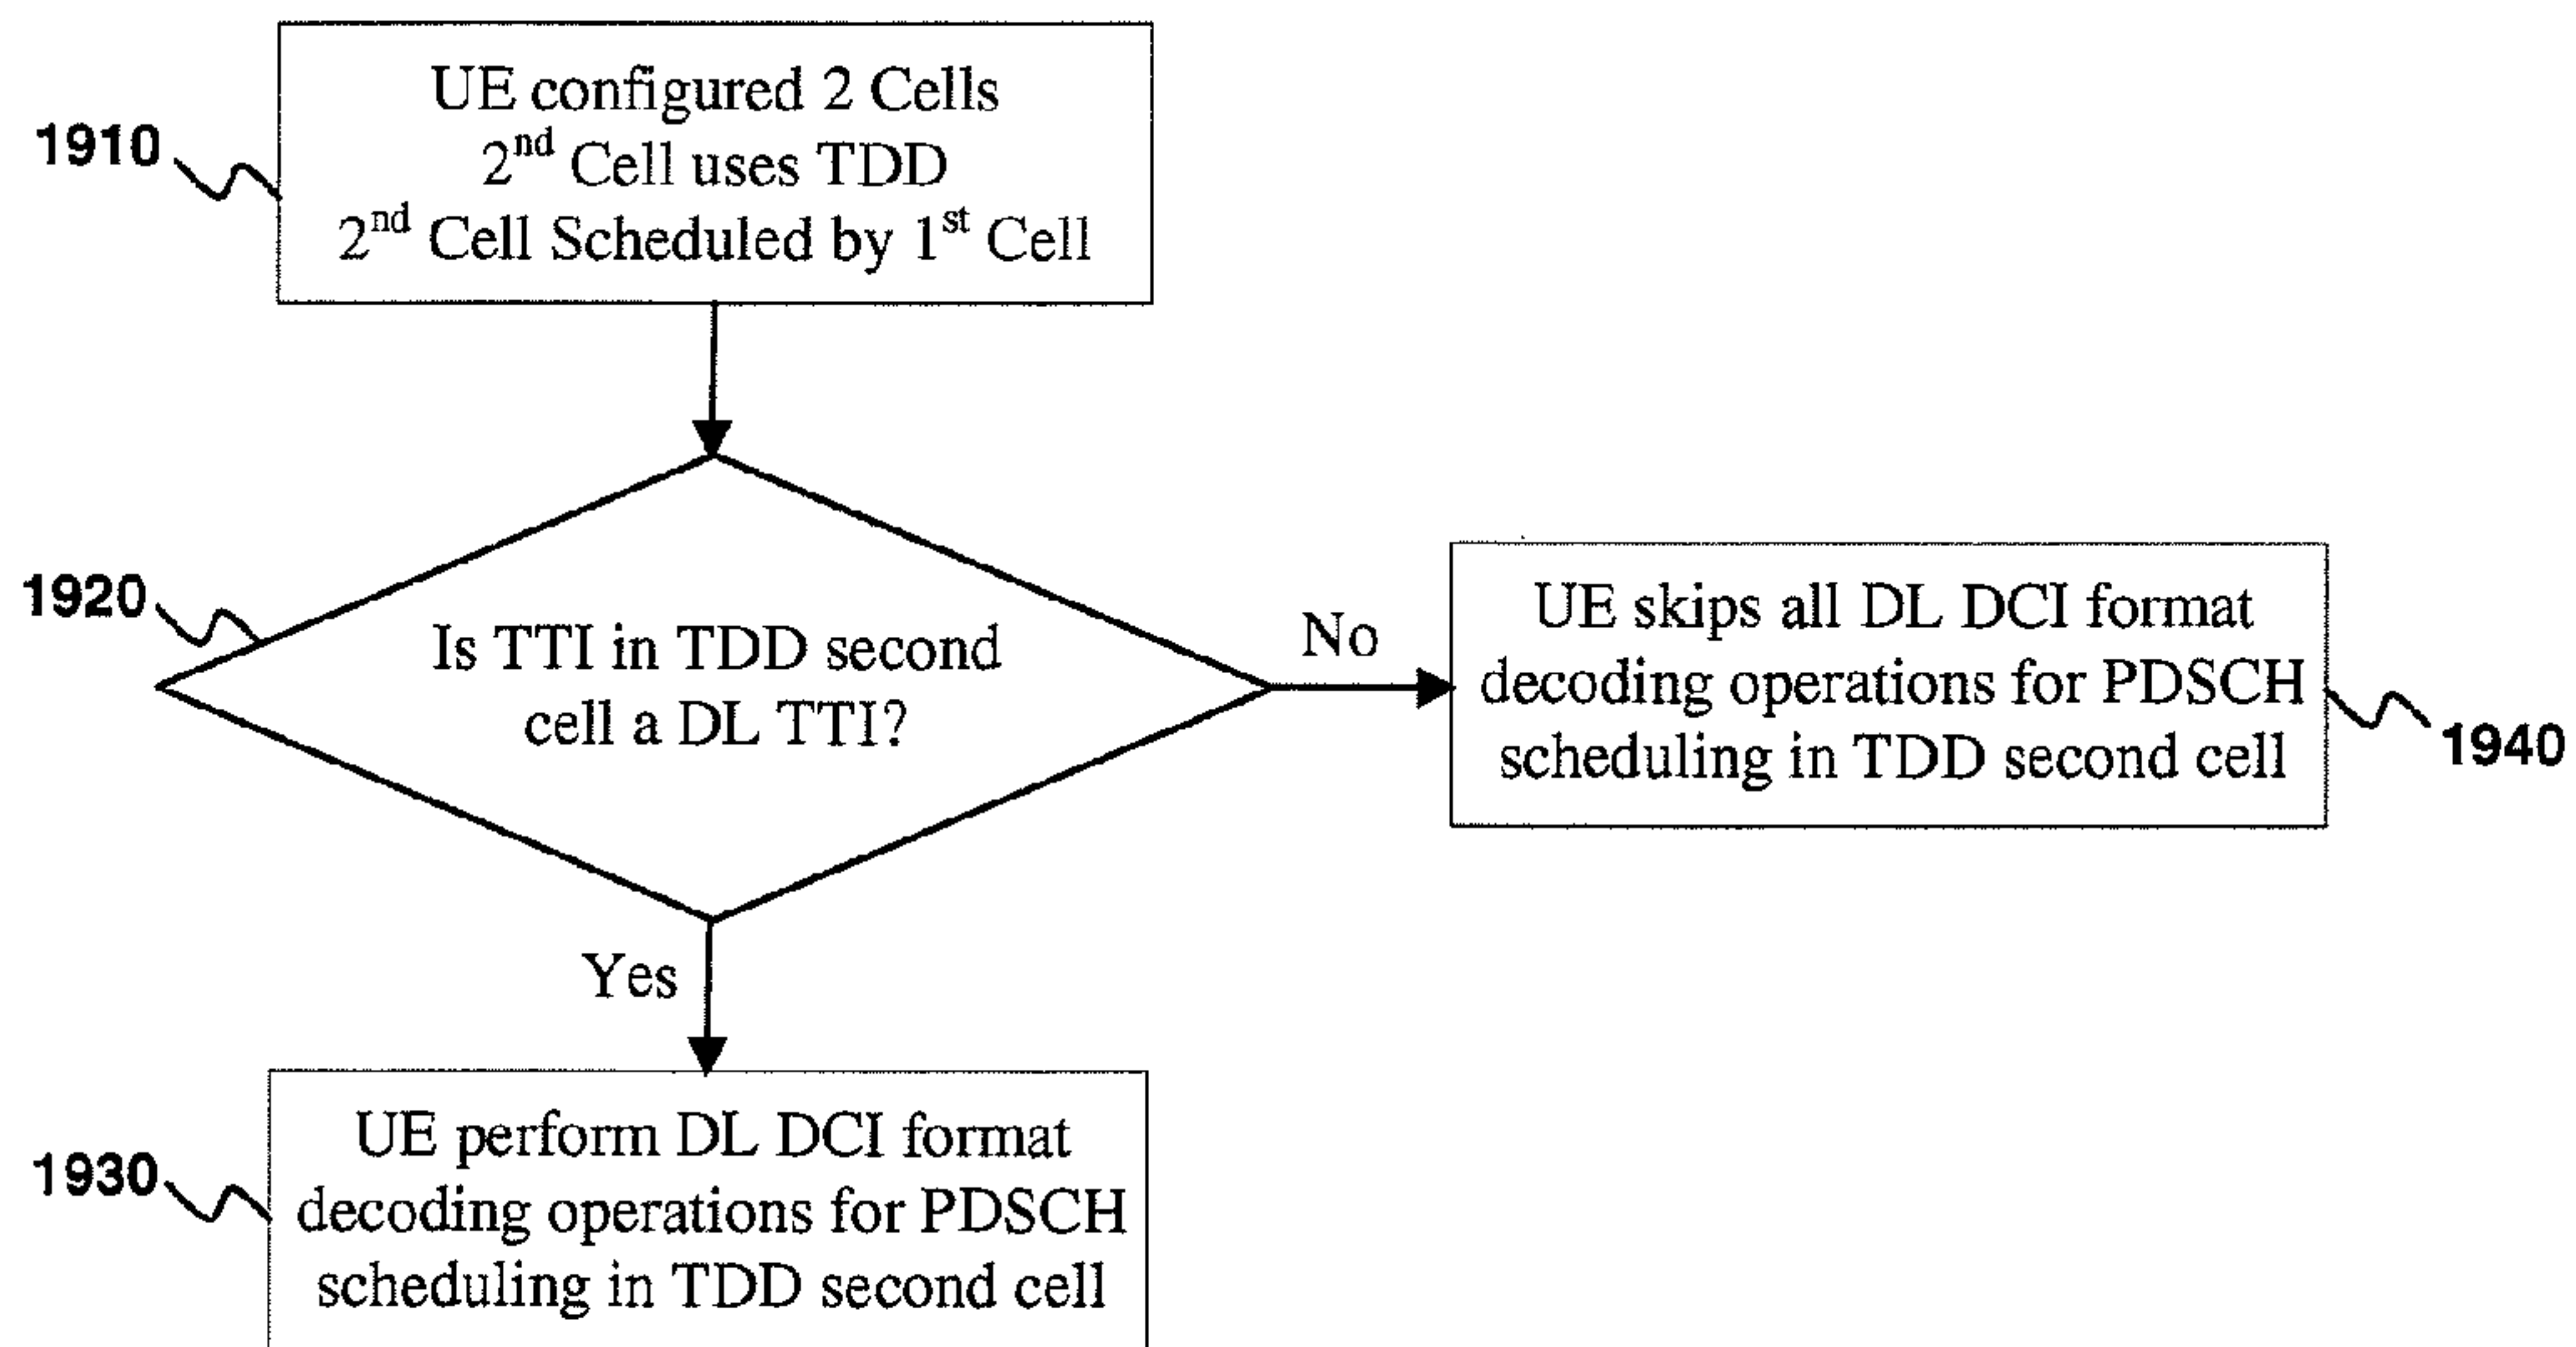 UE configured 2 Cells
2nd Cell uses TDD
2nd Cell Scheduled by 1st Cell
1910
1920
Is TTI in TDD second
cell a DL TTI?
No
UE skips all DL DCI format
decoding operations for PDSCH
scheduling in TDD second cell
1940
Yes
UE perform DL DCI format
decoding operations for PDSCH
scheduling in TDD second cell
1930